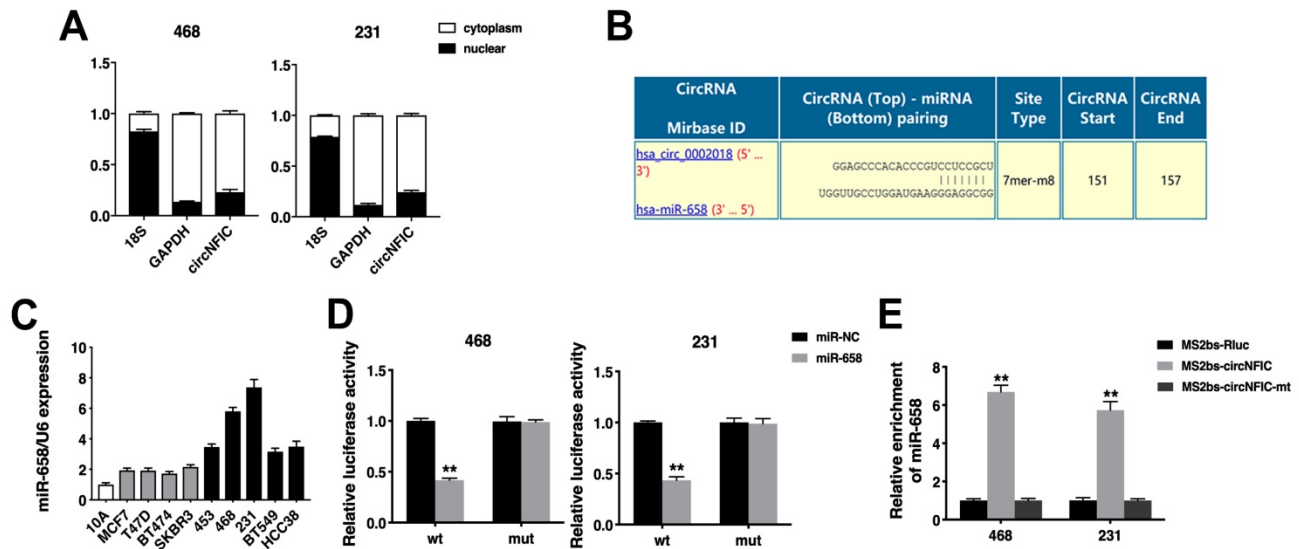 A
468
231
cytoplasm
nuclear
1.5
1.0
0.5
0.0
18S
GAPDH
circNFIC
1.5
1.0
0.5
0.0
18S
GAPDH
circNFIC
B
CircRNA
Mirbase ID
CircRNA (Top) - miRNA
(Bottom) pairing
Site
Type
CircRNA
Start
CircRNA
End
hsa_circ_0002018 (5' ...
3')
hsa-miR-658 (3' ... 5')
GGAGCCCACACCCGUCCUCCGCU
| | | | | | |
UGGUUGCCUGGAUGAAGGGAGGCGG
7mer-m8
151
157
C
miR-658/U6 expression
10
8
6
4
2
0
10A
MCF7
T47D
BT474
SKBR3
453
468
231
BT549
HCC38
D
468
231
miR-NC
miR-658
Relative luciferase activity
1.5
1.0
0.5
0.0
**
wt
mut
Relative luciferase activity
1.5
1.0
0.5
0.0
**
wt
mut
E
MS2bs-Rluc
MS2bs-circNFIC
MS2bs-circNFIC-mt
Relative enrichment
of miR-658
8
6
4
2
0
**
**
468
231